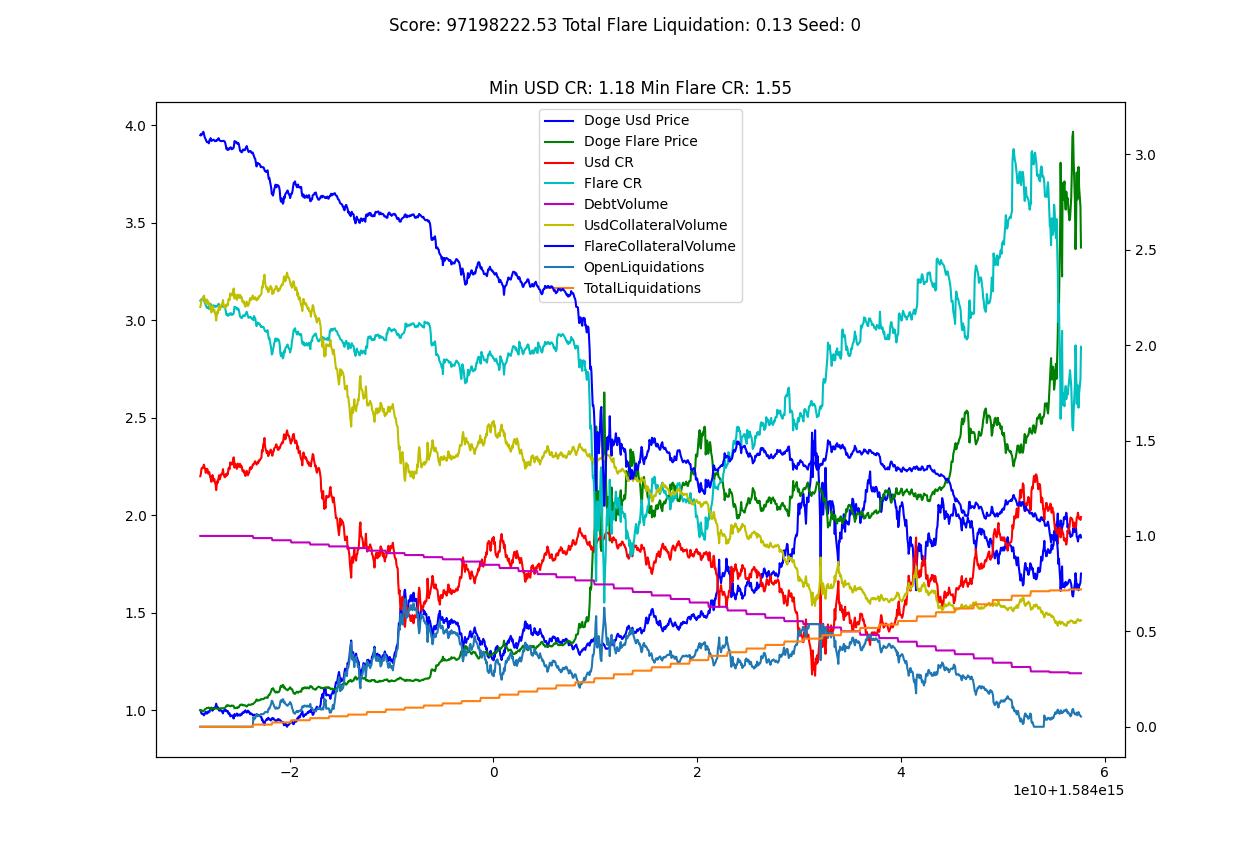 Score: 97198222.53 Total Flare Liquidation: 0.13 Seed: 0
Min USD CR: 1.18 Min Flare CR: 1.55
Doge Usd Price
Doge Flare Price
Usd CR
Flare CR
DebtVolume
UsdCollateralVolume
FlareCollateralVolume
OpenLiquidations
TotalLiquidations
4.0
3.5
3.0
2.5
2.0
1.5
1.0
3.0
2.5
2.0
1.5
1.0
0.5
0.0
−2 0 2 4 6
1e10+1.584e15